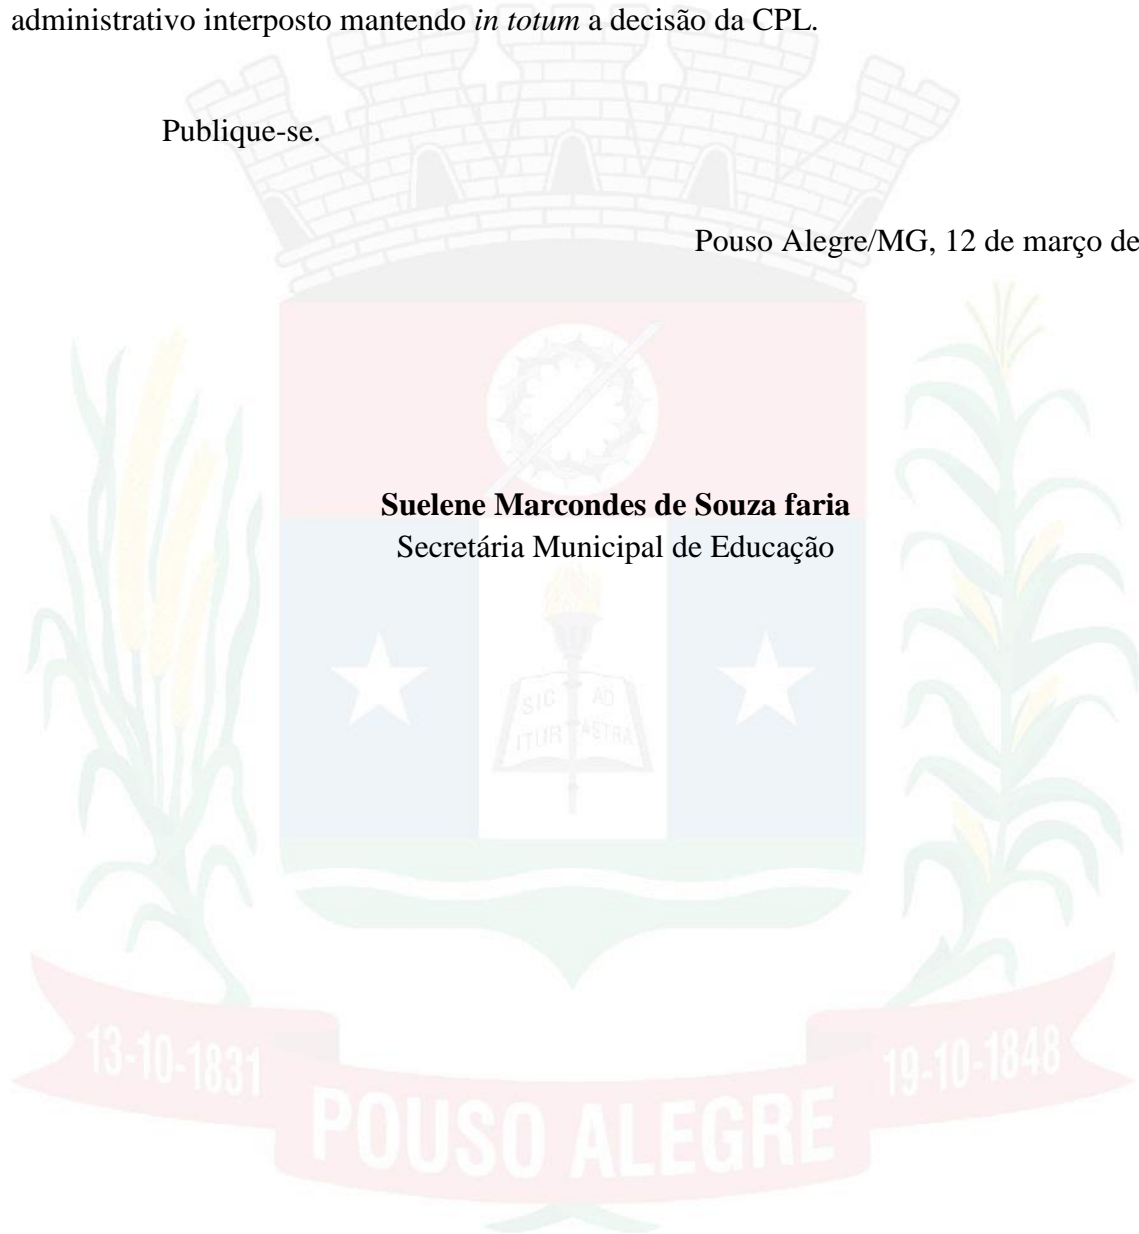 administrativo interposto mantendo in totum a decisão da CPL.
Publique-se.
Pouso Alegre/MG, 12 de março de
Suelene Marcondes de Souza faria
Secretária Municipal de Educação
SIC AD
ITUR ASTRA
13-10-1831
19-10-1848
POUSO ALEGRE